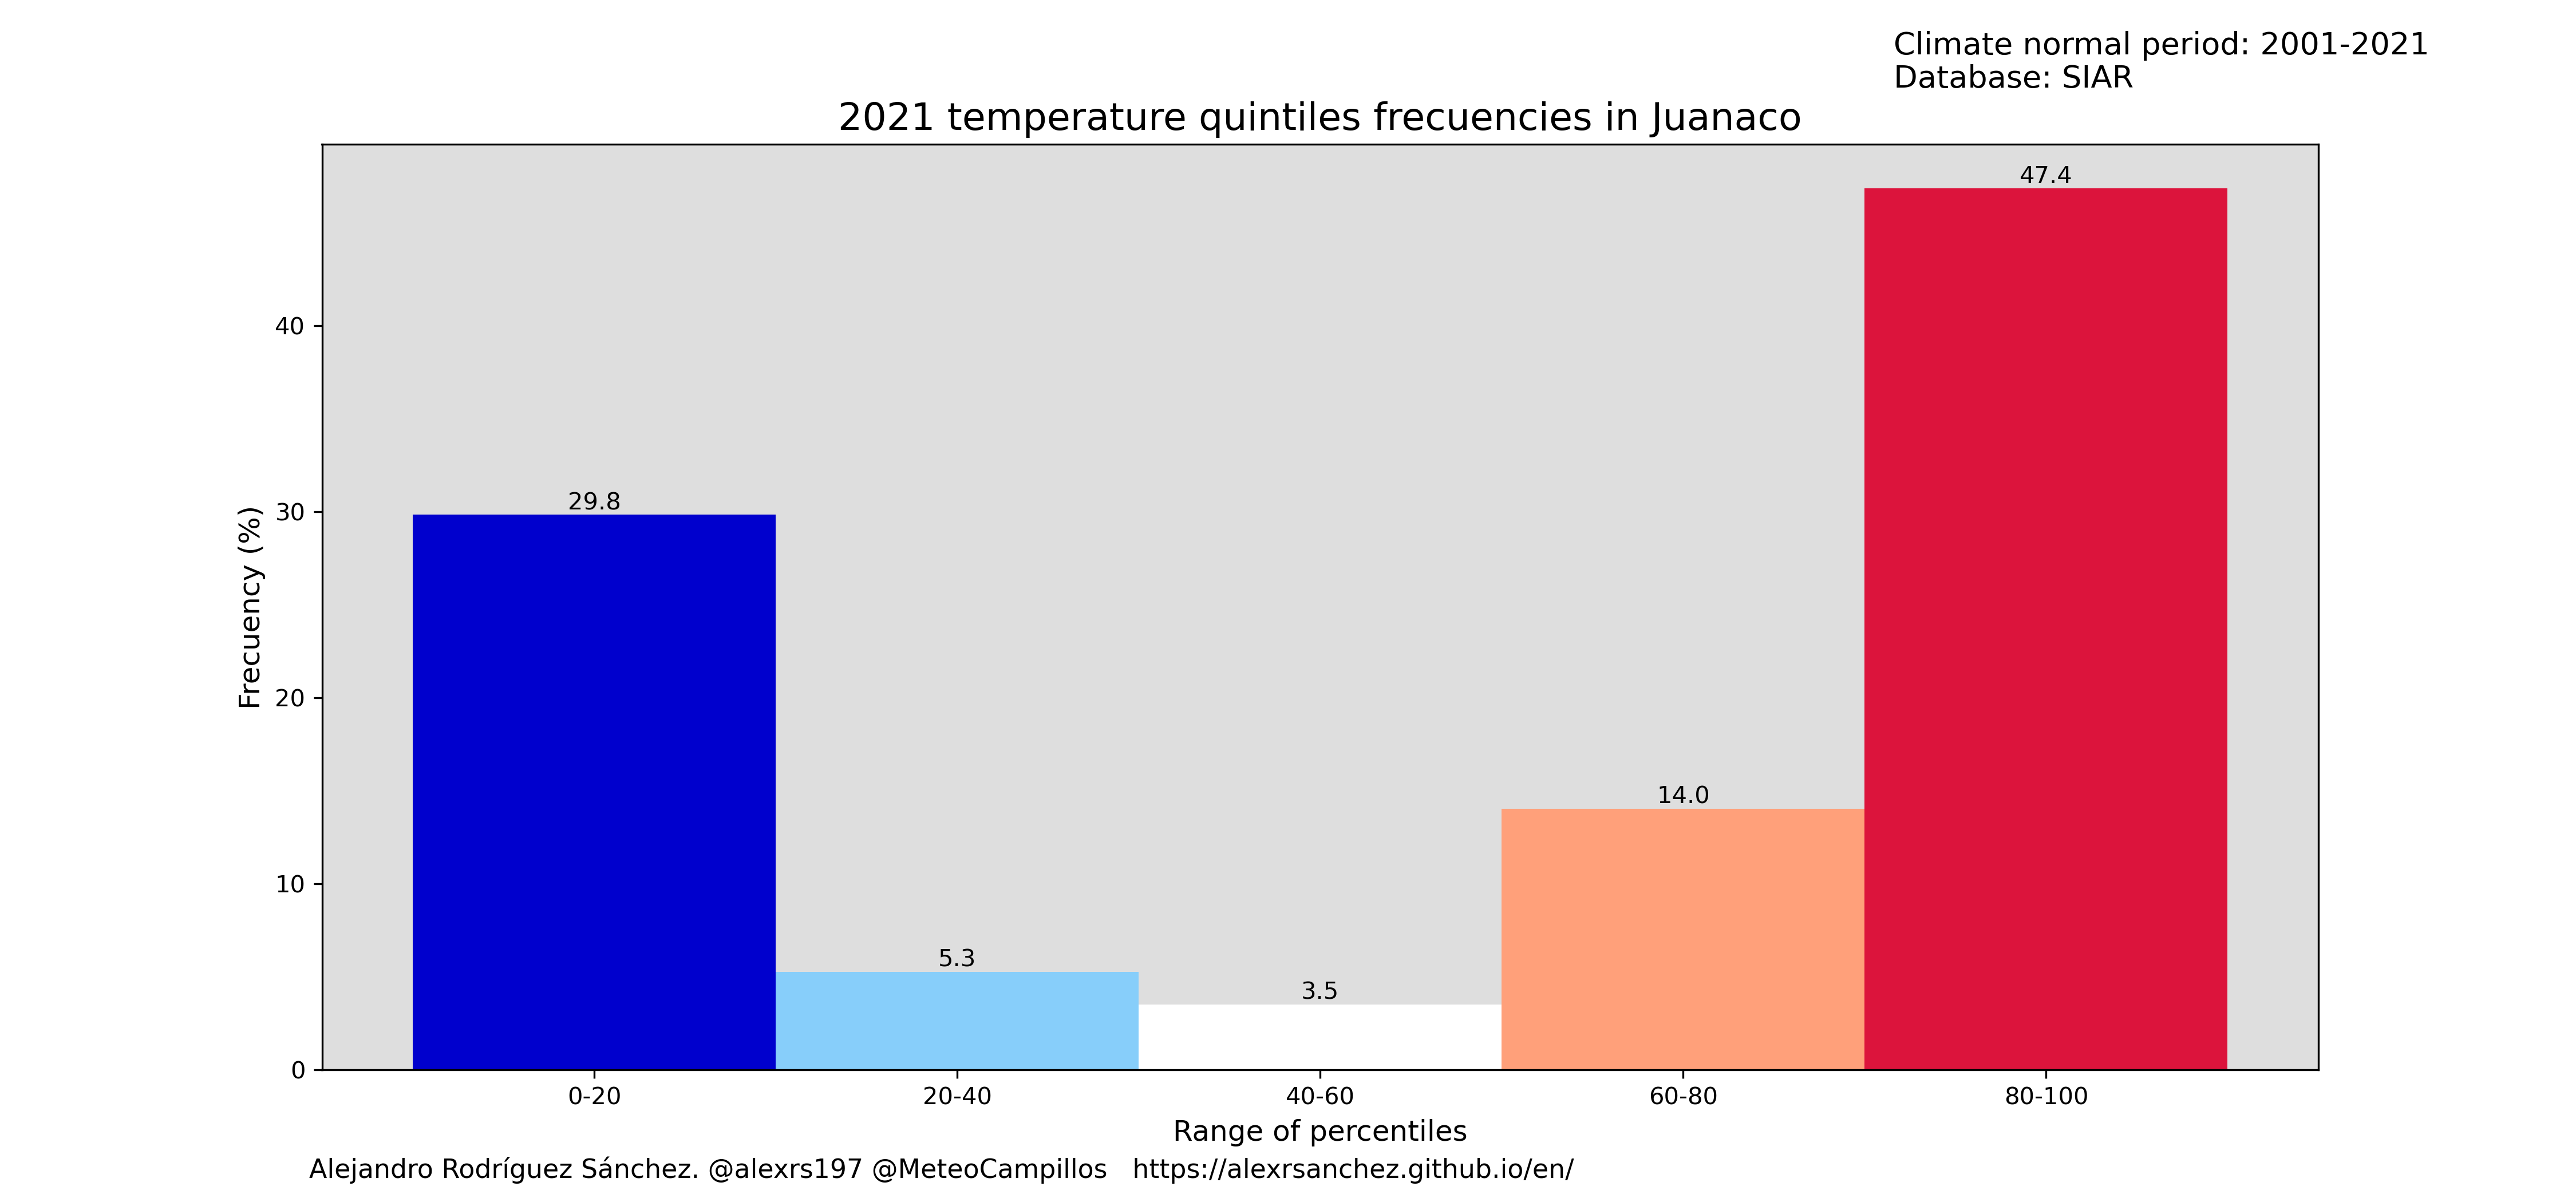 Climate normal period: 2001-2021
Database: SIAR
2021 temperature quintiles frecuencies in Juanaco
47.4
40
29.8
30
Frecuency (%)
20
14.0
10
5.3
3.5
0
0-20 20-40 40-60 60-80 80-100
Range of percentiles
Alejandro Rodríguez Sánchez. @alexrs197 @MeteoCampillos https://alexrsanchez.github.io/en/